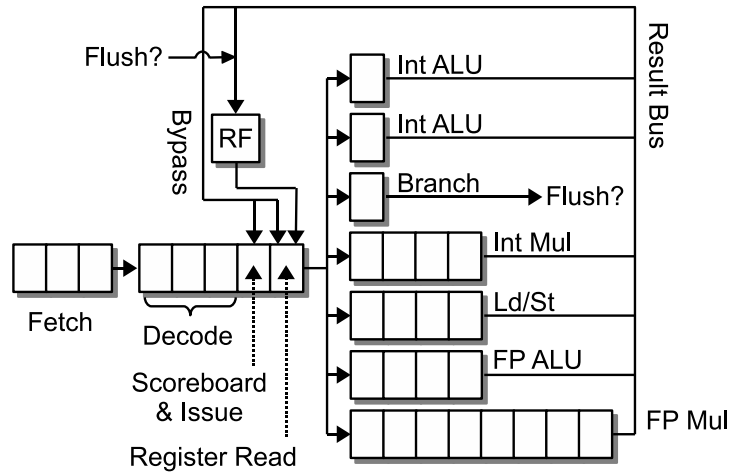 Flush?
Int ALU
Result Bus
RF
Int ALU
Bypass
Branch
Flush?
Int Mul
Fetch
Decode
Ld/St
Scoreboard
& Issue
FP ALU
Register Read
FP Mul